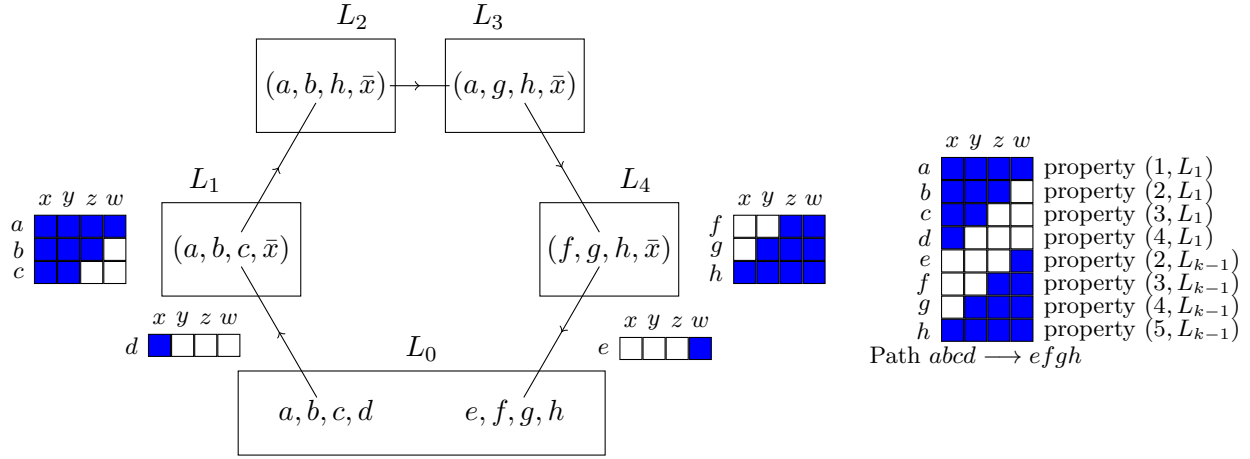 L₂ L₃
(a, b, h, x̄) (a, g, h, x̄)
L₁ L₄
(a, b, c, x̄) (f, g, h, x̄)
x y z w
a
b
c
x y z w
f
g
h
x y z w
d
x y z w
e
L₀
a, b, c, d e, f, g, h
x y z w
a property (1, L₁)
b property (2, L₁)
c property (3, L₁)
d property (4, L₁)
e property (2, Lₖ₋₁)
f property (3, Lₖ₋₁)
g property (4, Lₖ₋₁)
h property (5, Lₖ₋₁)
Path abcd ⟶ efgh